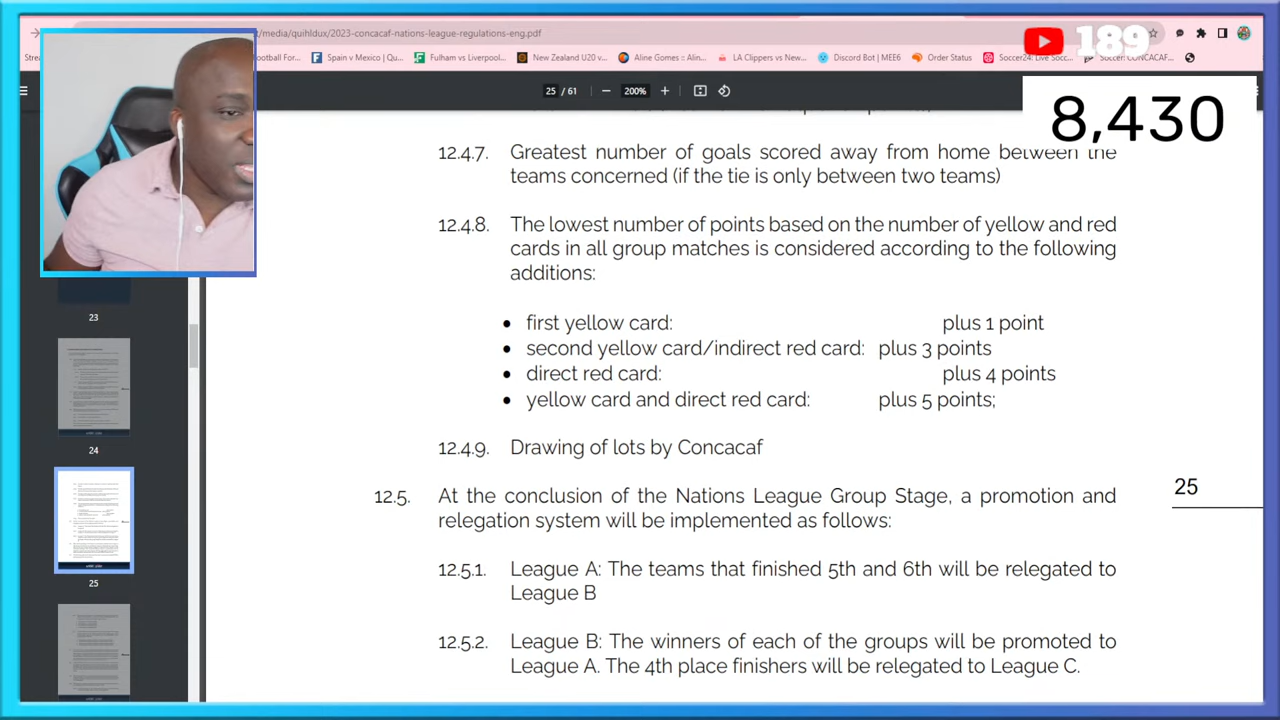 /media/quihldux/2023-concacaf-nations-league-regulations-eng.pdf
189
ootball For...
Spain v Mexico | Qu...
Fulham vs Liverpool...
New Zealand U20 v...
Aline Gomes :: Alin...
LA Clippers vs New...
Discord Bot | MEE6
Order Status
Soccer24: Live Socc...
Soccer: CONCACAF...
25 / 61
200%
8,430
12.4.7. Greatest number of goals scored away from home between the
teams concerned (if the tie is only between two teams)
12.4.8. The lowest number of points based on the number of yellow and red
cards in all group matches is considered according to the following
additions:
• first yellow card: plus 1 point
• second yellow card/indirect red card: plus 3 points
• direct red card: plus 4 points
• yellow card and direct red card: plus 5 points;
12.4.9. Drawing of lots by Concacaf
12.5. At the conclusion of the Nations League Group Stage, a promotion and
relegation system will be implemented as follows:
25
12.5.1. League A: The teams that finished 5th and 6th will be relegated to
League B
12.5.2. League B: The winners of each of the groups will be promoted to
League A. The 4th place finishers will be relegated to League C.
23
24
25